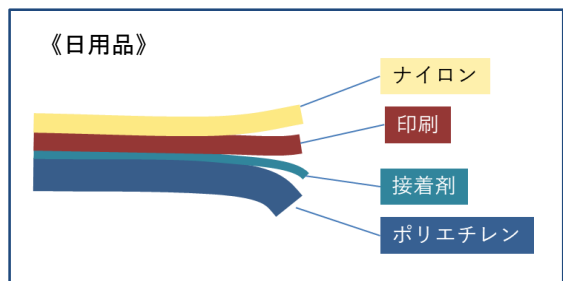 《日用品》
ナイロン
印刷
接着剤
ポリエチレン